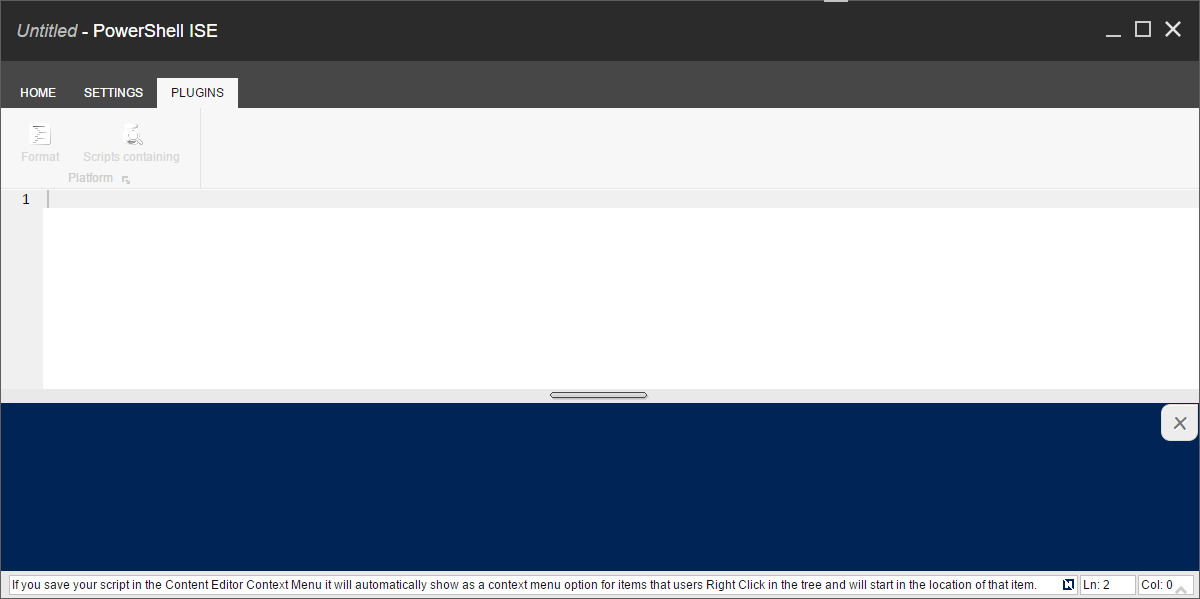 Untitled - PowerShell ISE
HOME SETTINGS PLUGINS
Format Scripts containing
Platform
1
If you save your script in the Content Editor Context Menu it will automatically show as a context menu option for items that users Right Click in the tree and will start in the location of that item. Ln: 2 Col: 0